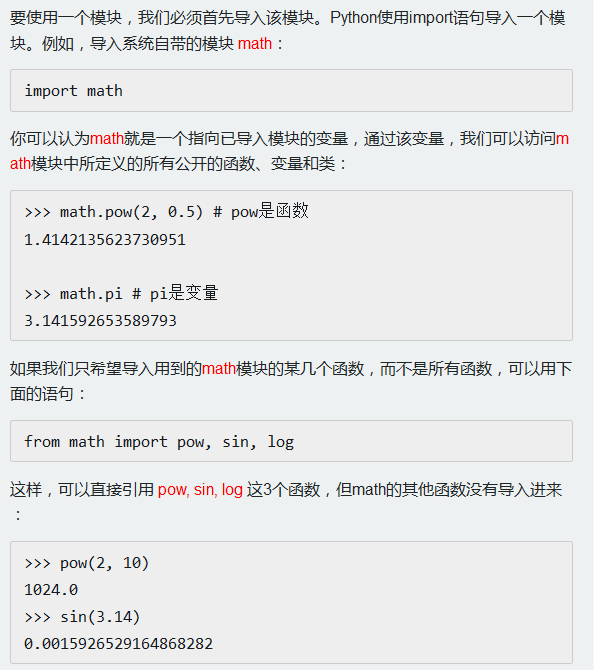 要使用一个模块，我们必须首先导入该模块。Python使用import语句导入一个模
块。例如，导入系统自带的模块 math：
import math
你可以认为math就是一个指向已导入模块的变量，通过该变量，我们可以访问m
ath模块中所定义的所有公开的函数、变量和类：
>>> math.pow(2, 0.5) # pow是函数
1.4142135623730951
>>> math.pi # pi是变量
3.141592653589793
如果我们只希望导入用到的math模块的某几个函数，而不是所有函数，可以用下
面的语句：
from math import pow, sin, log
这样，可以直接引用 pow, sin, log 这3个函数，但math的其他函数没有导入进来
：
>>> pow(2, 10)
1024.0
>>> sin(3.14)
0.0015926529164868282